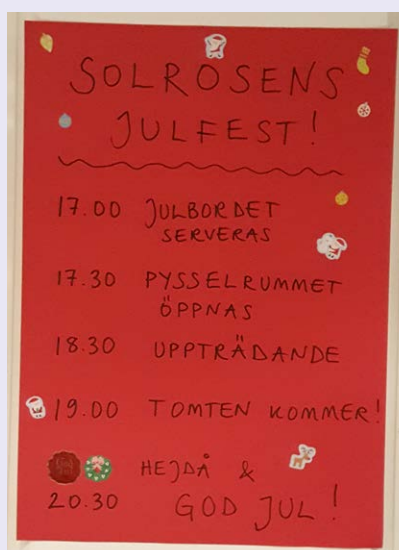 SOLROSENS
JULFEST!
17.00 JULBORDET
SERVERAS
17.30 PYSSELRUMMET
ÖPPNAS
18.30 UPPTRÄDANDE
19.00 TOMTEN KOMMER!
HEJDÅ &
20.30 GOD JUL!